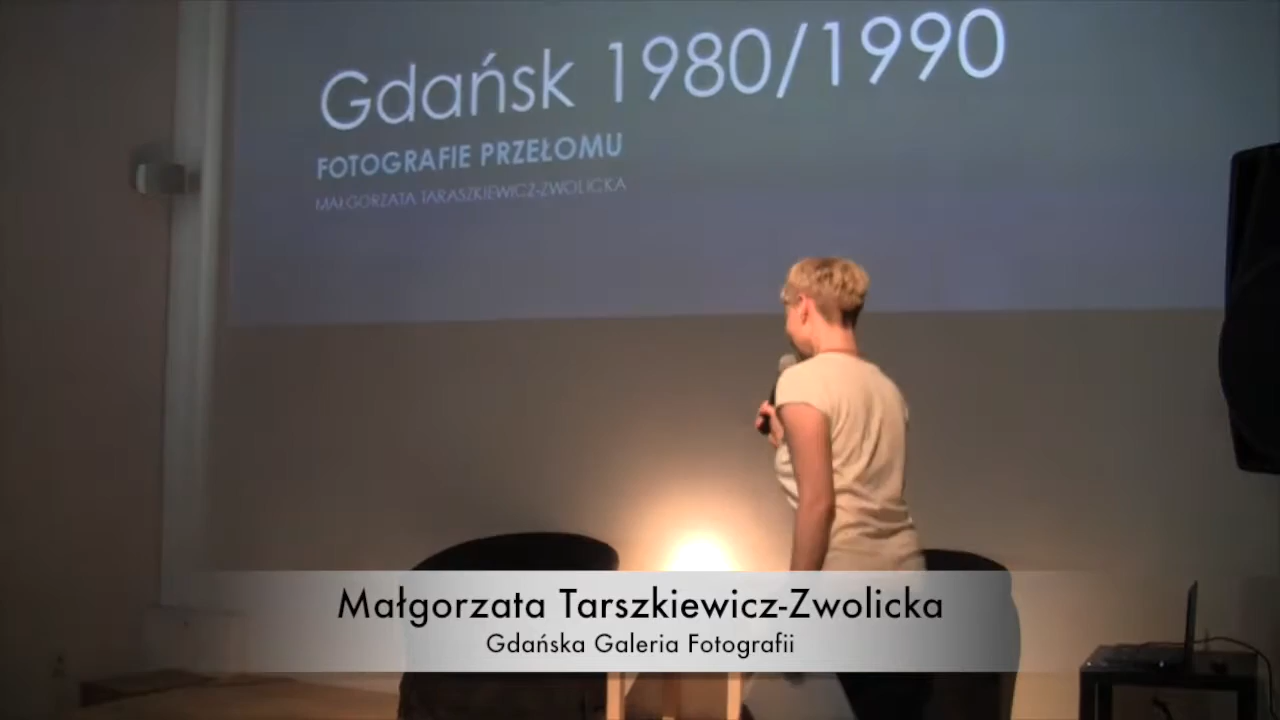 Gdańsk 1980/1990
FOTOGRAFIE PRZEŁOMU
MAŁGORZATA TARASZKIEWICZ-ZWOLICKA
Małgorzata Tarszkiewicz-Zwolicka
Gdańska Galeria Fotografii